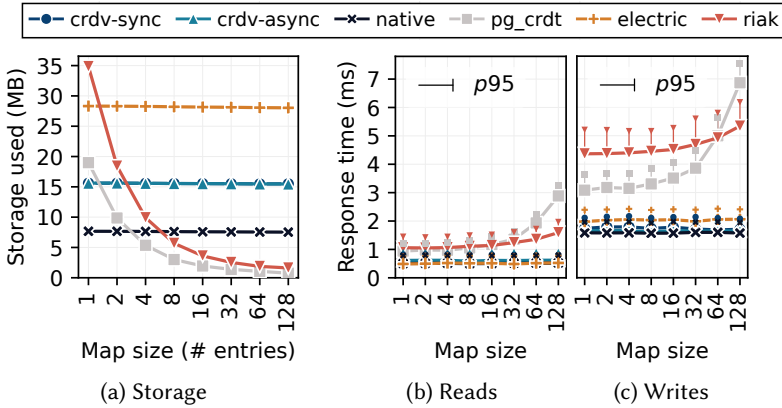 crdv-sync crdv-async native pg_crdt electric riak
Storage used (MB)
35
30
25
20
15
10
5
0
1 2 4 8 16 32 64 128
Map size (# entries)
(a) Storage
Response time (ms)
7
6
5
4
3
2
1
0
p95
1 2 4 8 16 32 64 128
Map size
(b) Reads
p95
1 2 4 8 16 32 64 128
Map size
(c) Writes